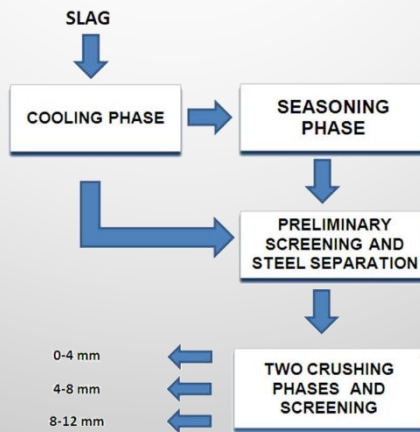 SLAG
COOLING PHASE
SEASONING
PHASE
PRELIMINARY
SCREENING AND
STEEL SEPARATION
TWO CRUSHING
PHASES AND
SCREENING
0-4 mm
4-8 mm
8-12 mm